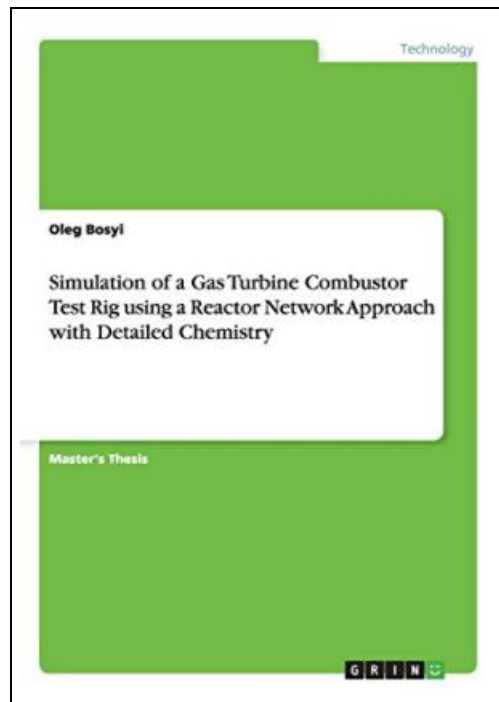 Technology
Oleg Bosyi
Simulation of a Gas Turbine Combustor
Test Rig using a Reactor Network Approach
with Detailed Chemistry
Master's Thesis
GRIN